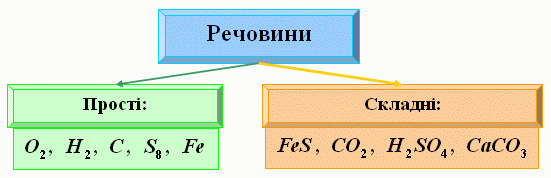 Речовини
Прості:
O₂, H₂, C, S₈, Fe
Складні:
FeS, CO₂, H₂SO₄, CaCO₃